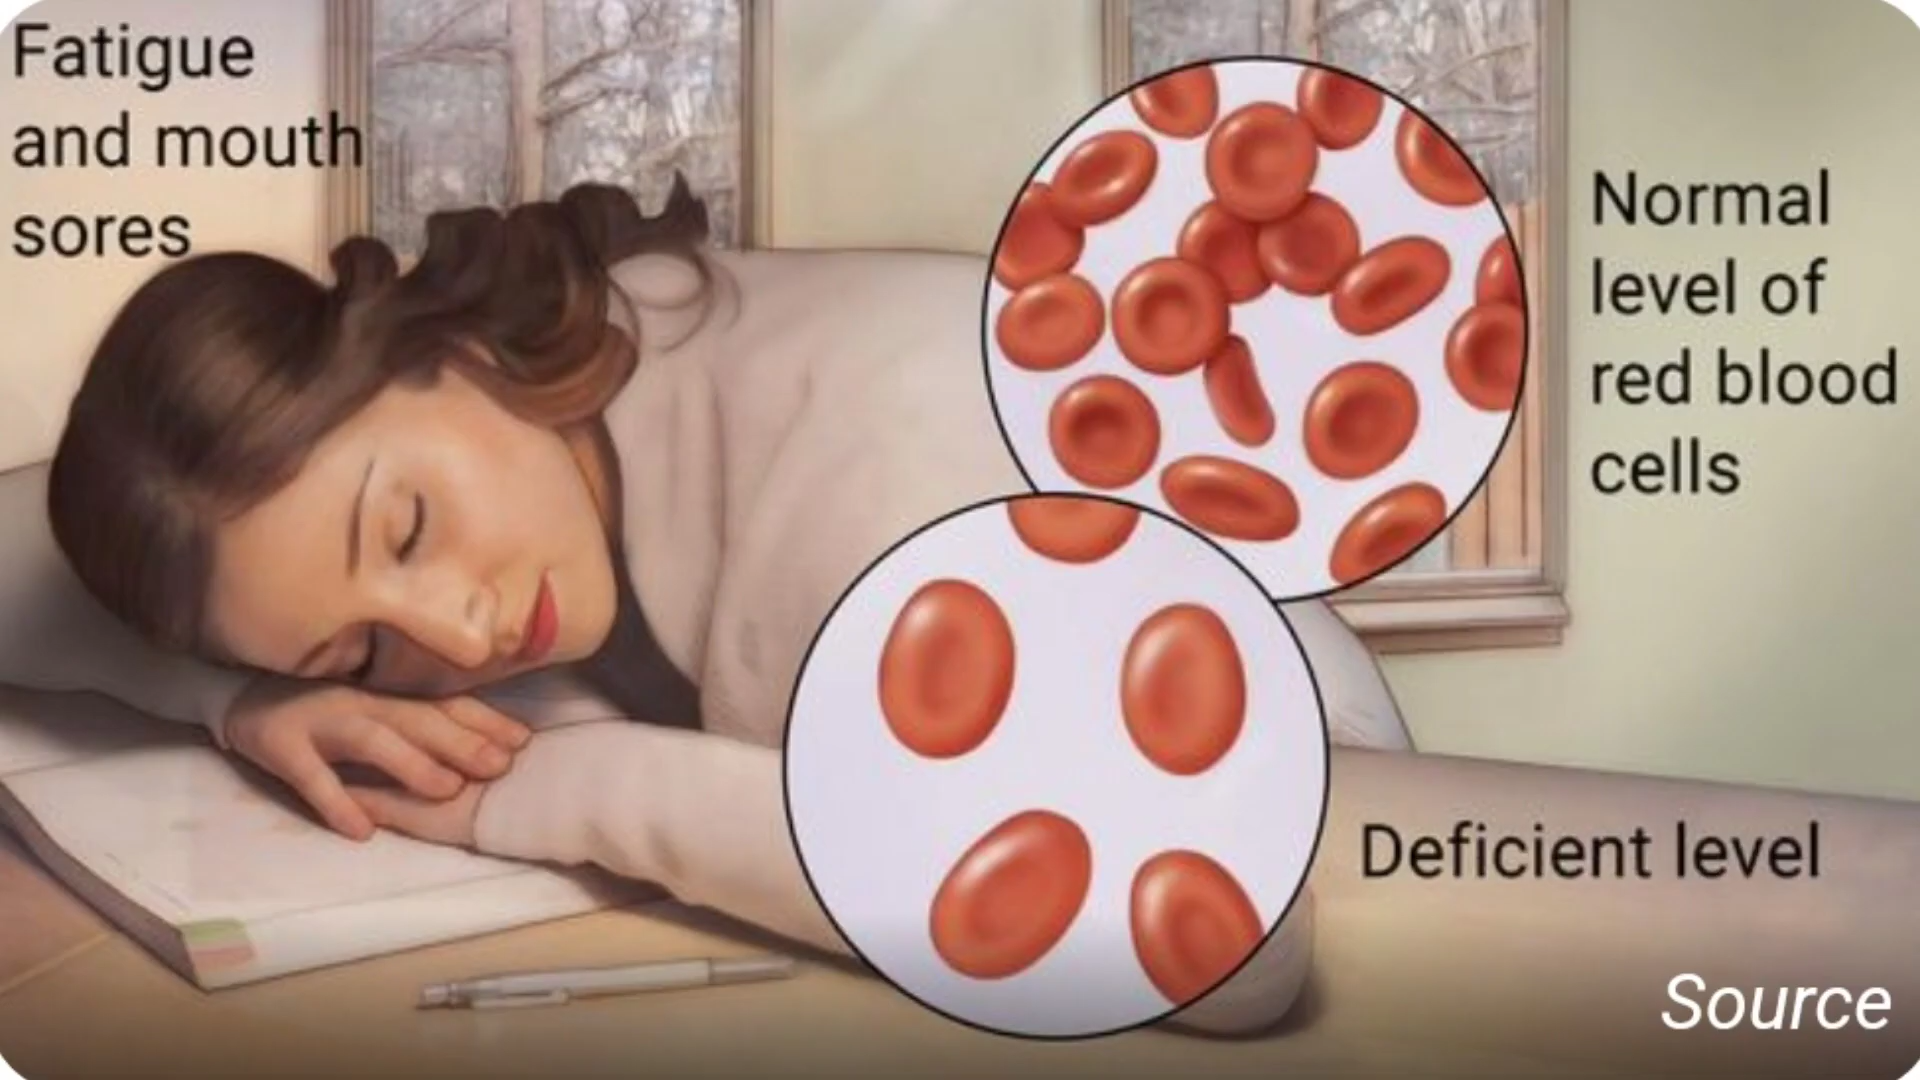 Fatigue
and mouth
sores
Normal
level of
red blood
cells
Deficient level
Source